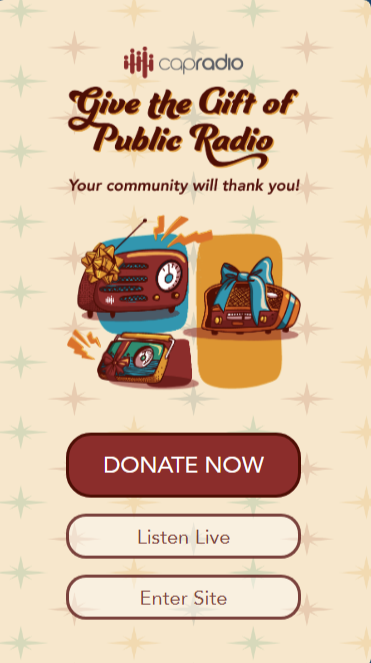 capradio
Give the Gift of
Public Radio
Your community will thank you!
DONATE NOW
Listen Live
Enter Site